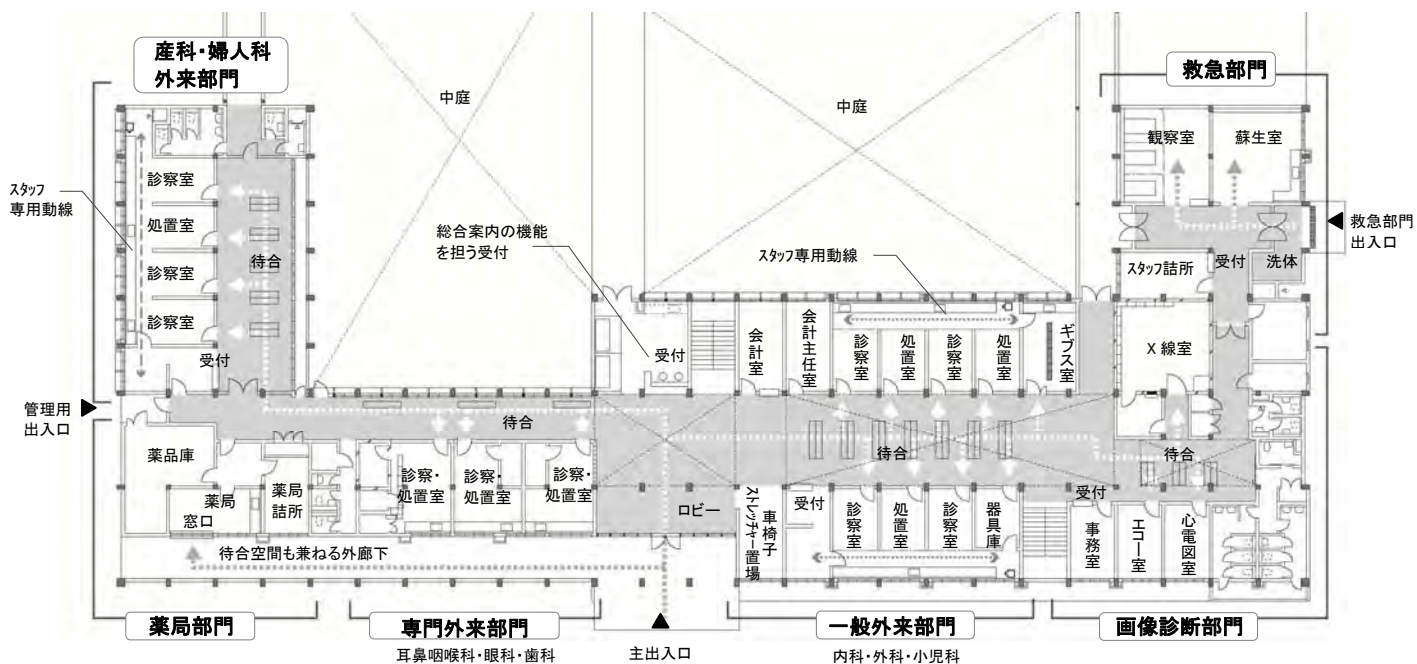 産科・婦人科
外来部門
救急部門
中庭
中庭
観察室
蘇生室
スタッフ
専用動線
診察室
処置室
診察室
診察室
待合
受付
総合案内の機能
を担う受付
スタッフ専用動線
救急部門
出入口
受付
洗体
スタッフ詰所
X線室
受付
会計室
会計主任室
診察室
処置室
診察室
処置室
ギプス室
管理用
出入口
待合
待合
待合
薬品庫
薬局
窓口
薬局
詰所
診察・
処置室
診察・
処置室
診察・
処置室
ロビー
車椅子
ストレッチャー置場
受付
診察室
処置室
診察室
器具庫
受付
事務室
エコー室
心電図室
待合空間も兼ねる外廊下
薬局部門
専門外来部門
耳鼻咽喉科・眼科・歯科
主出入口
一般外来部門
内科・外科・小児科
画像診断部門